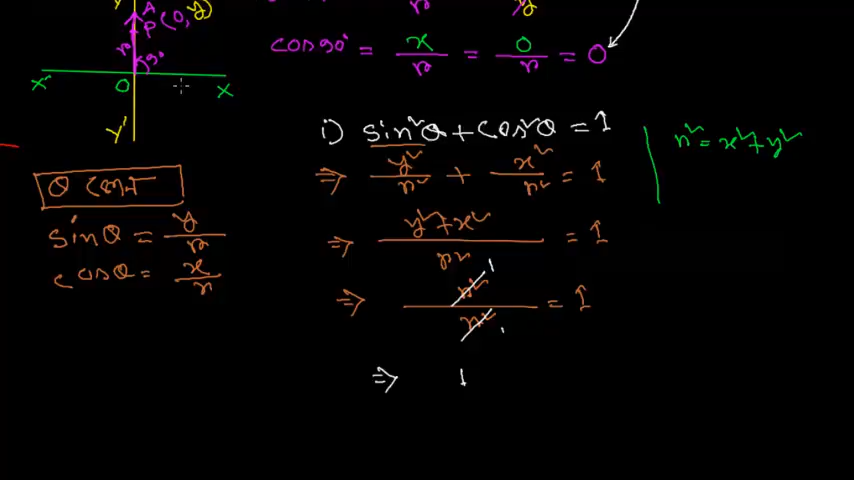 A
P(0, y)
r 90°
X' O X
Y'
cos90° = x/r = 0/r = 0
i) sin²θ + cos²θ = 1
r² = x² + y²
⇒ y²/r² + x²/r² = 1
⇒ (y² + x²)/r² = 1
⇒ r²/r² = 1
⇒ 1
sinθ = y/r
cosθ = x/r